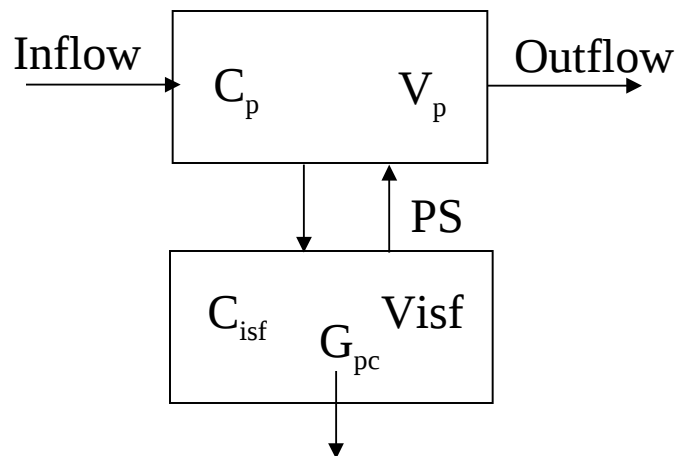 Inflow
Outflow
Cp
Vp
PS
Cisf
Visf
Gpc